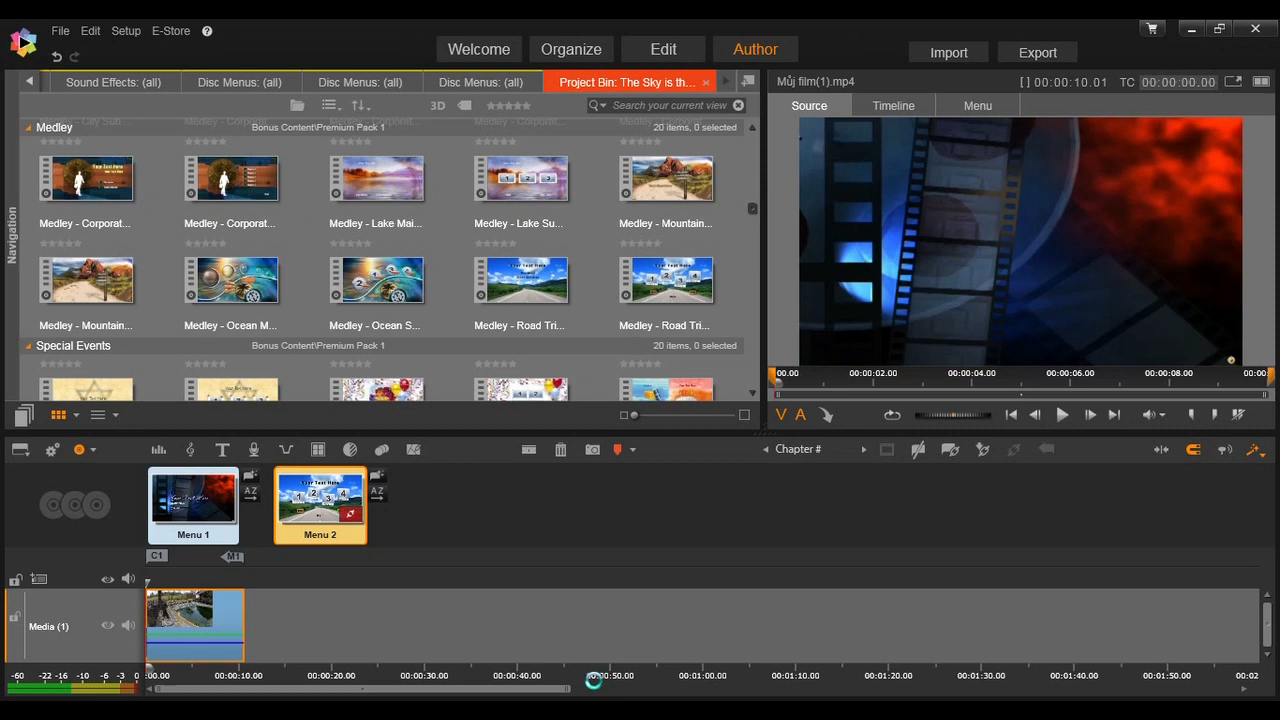 File Edit Setup E-Store ?
Welcome Organize Edit Author
Import Export
Sound Effects: (all) Disc Menus: (all) Disc Menus: (all) Disc Menus: (all) Project Bin: The Sky is th... ×
Můj film(1).mp4 [ ] 00:00:10.01 TC 00:00:00.00
3D Search your current view
Source Timeline Menu
Medley Bonus Content\Premium Pack 1 20 items, 0 selected
Medley - Corporat... Medley - Corporat... Medley - Lake Mai... Medley - Lake Su... Medley - Mountain...
Medley - Mountain... Medley - Ocean M... Medley - Ocean S... Medley - Road Tri... Medley - Road Tri...
Navigation
Special Events Bonus Content\Premium Pack 1 20 items, 0 selected
00.00 00:00:02.00 00:00:04.00 00:00:06.00 00:00:08.00 00:00:
V A
Chapter #
AZ AZ
Menu 1 Menu 2
C1 M1
Media (1)
-60 -22 -16 -10 -6 -3 0
:00.00 00:00:10.00 00:00:20.00 00:00:30.00 00:00:40.00 00:00:50.00 00:01:00.00 00:01:10.00 00:01:20.00 00:01:30.00 00:01:40.00 00:01:50.00 00:02